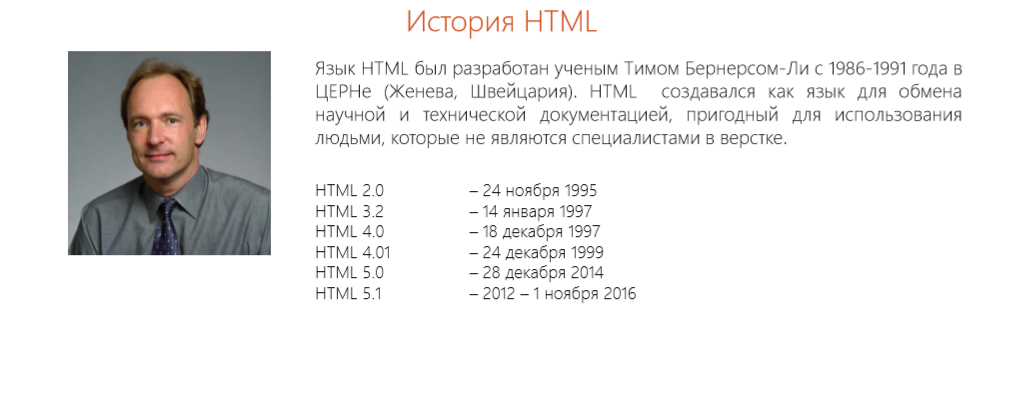 История HTML
Язык HTML был разработан ученым Тимом Бернерсом-Ли с 1986-1991 года в
ЦЕРНе (Женева, Швейцария). HTML создавался как язык для обмена
научной и технической документацией, пригодный для использования
людьми, которые не являются специалистами в верстке.
HTML 2.0 – 24 ноября 1995
HTML 3.2 – 14 января 1997
HTML 4.0 – 18 декабря 1997
HTML 4.01 – 24 декабря 1999
HTML 5.0 – 28 декабря 2014
HTML 5.1 – 2012 – 1 ноября 2016